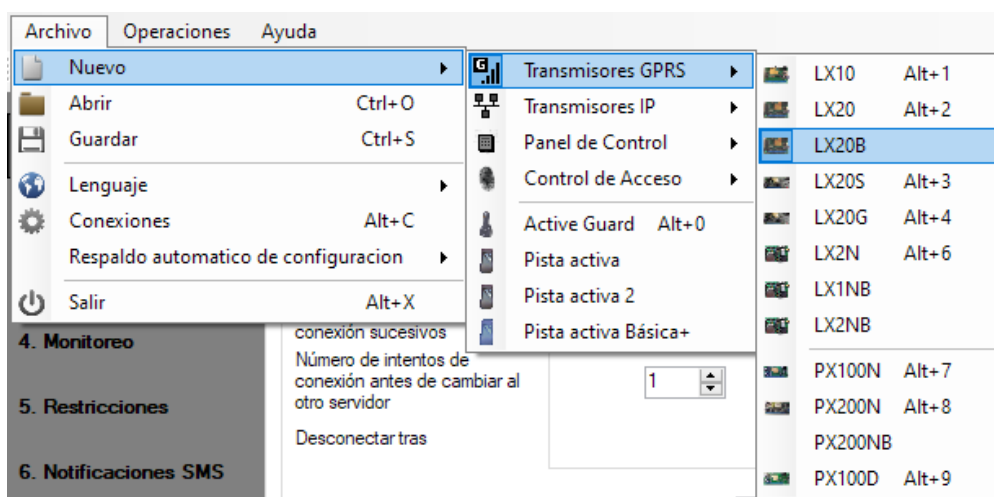 Archivo Operaciones Ayuda
Nuevo
Abrir Ctrl+O
Guardar Ctrl+S
Lenguaje
Conexiones Alt+C
Respaldo automatico de configuracion
Salir Alt+X
G
Transmisores GPRS
Transmisores IP
Panel de Control
Control de Acceso
Active Guard Alt+0
Pista activa
Pista activa 2
Pista activa Básica+
LX10 Alt+1
LX20 Alt+2
LX20B
LX20S Alt+3
LX20G Alt+4
LX2N Alt+6
LX1NB
LX2NB
PX100N Alt+7
PX200N Alt+8
PX200NB
PX100D Alt+9
4. Monitoreo
5. Restricciones
6. Notificaciones SMS
conexión sucesivos
Número de intentos de
conexión antes de cambiar al
otro servidor
1
Desconectar tras